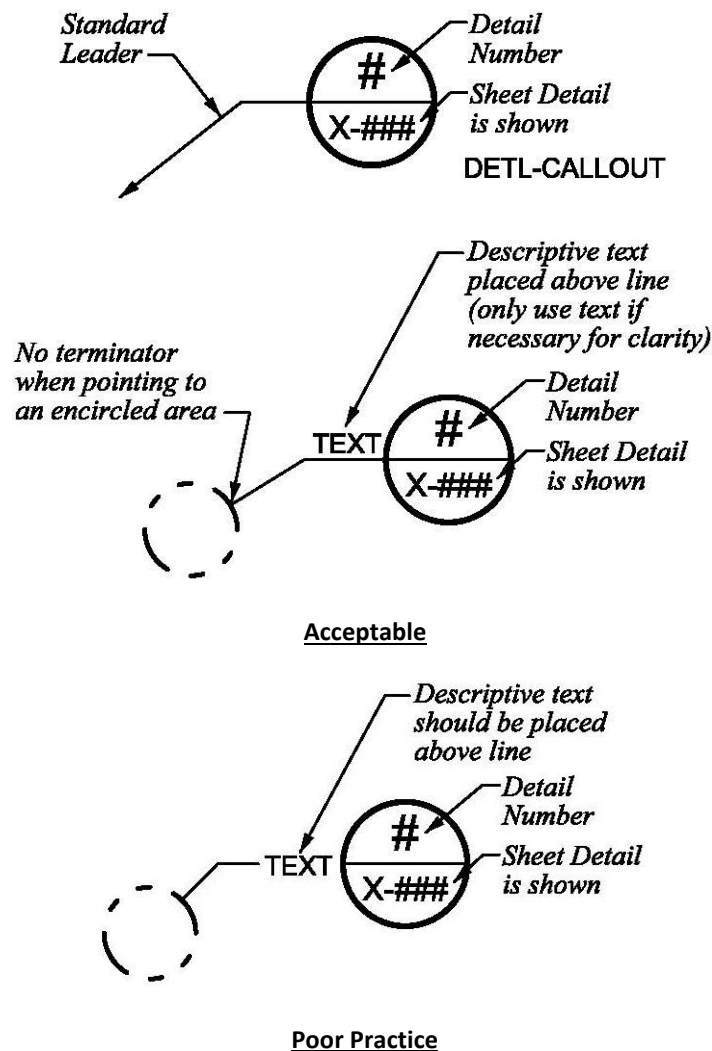 Standard
Leader
Detail
Number
#
Sheet Detail
is shown
X-###
DETL-CALLOUT
Descriptive text
placed above line
(only use text if
necessary for clarity)
No terminator
when pointing to
an encircled area
Detail
Number
TEXT
#
Sheet Detail
is shown
X-###
Acceptable
Descriptive text
should be placed
above line
Detail
Number
#
TEXT
Sheet Detail
is shown
X-###
Poor Practice